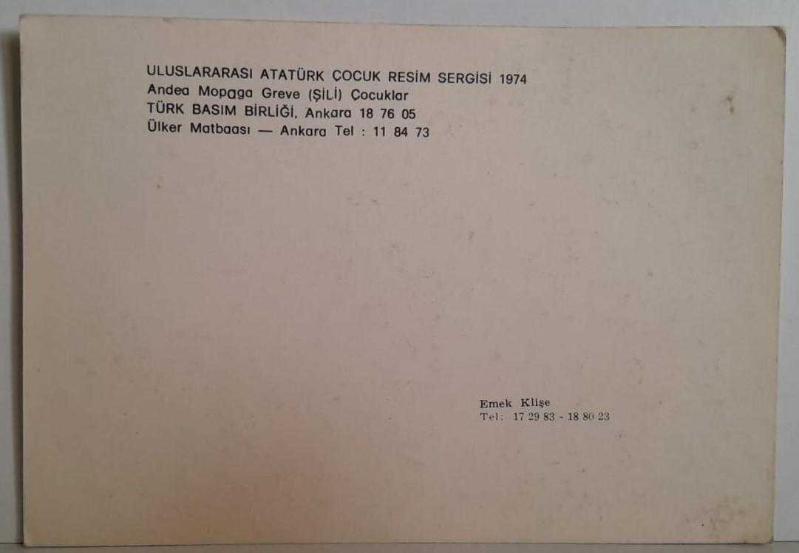 ULUSLARARASI ATATÜRK ÇOCUK RESİM SERGİSİ 1974
Andea Mopaga Greve (ŞİLİ) Çocuklar
TÜRK BASIM BİRLİĞİ, Ankara 18 76 05
Ülker Matbaası — Ankara Tel : 11 84 73
Emek Klişe
Tel: 17 29 83 - 18 80 23